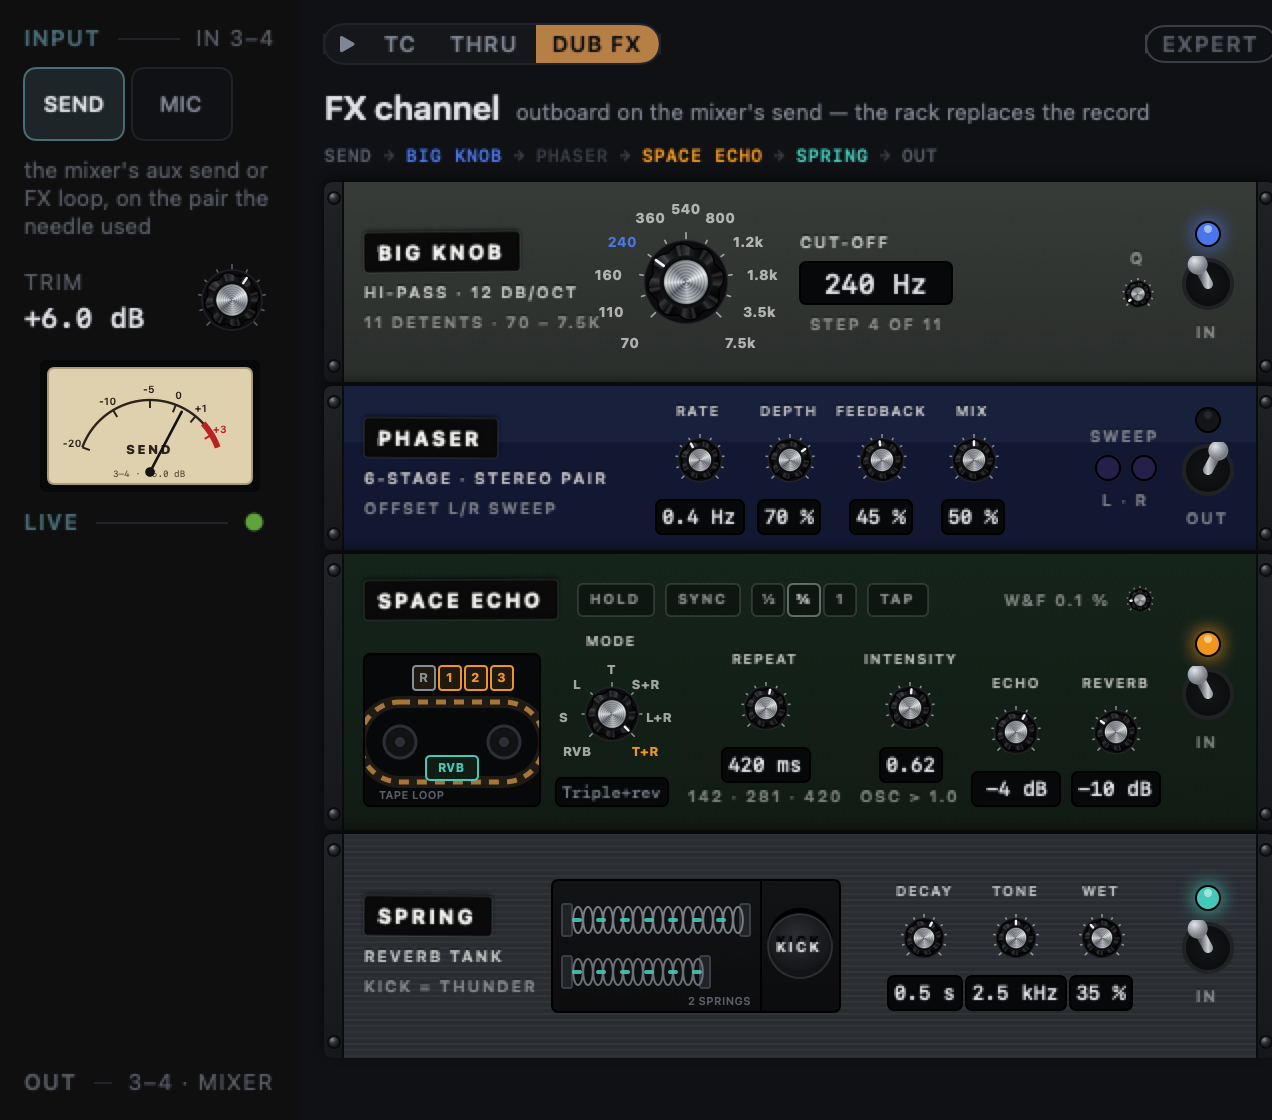 INPUT IN 3–4
SEND MIC
the mixer's aux send or
FX loop, on the pair the
needle used
TRIM
+6.0 dB
-20 -10 -5 0 +1 +3
SEND
LIVE
OUT 3–4 · MIXER
TC THRU DUB FX
EXPERT
FX channel outboard on the mixer's send — the rack replaces the record
SEND → BIG KNOB → PHASER → SPACE ECHO → SPRING → OUT
BIG KNOB
HI-PASS · 12 DB/OCT
11 DETENTS · 70 – 7.5K
70 110 160 240 360 540 800 1.2k 1.8k 3.5k 7.5k
CUT-OFF
240 Hz
STEP 4 OF 11
Q
IN
PHASER
6-STAGE · STEREO PAIR
OFFSET L/R SWEEP
RATE DEPTH FEEDBACK MIX
0.4 Hz 70 % 45 % 50 %
SWEEP
L · R
OUT
SPACE ECHO
HOLD SYNC ½ ¾ 1 TAP
W&F 0.1 %
R 1 2 3
RVB
TAPE LOOP
MODE
RVB S L T S+R L+R T+R
Triple+rev
REPEAT
420 ms
142 · 281 · 420
INTENSITY
0.62
OSC > 1.0
ECHO
−4 dB
REVERB
−10 dB
IN
SPRING
REVERB TANK
KICK = THUNDER
2 SPRINGS
KICK
DECAY TONE WET
0.5 s 2.5 kHz 35 %
IN